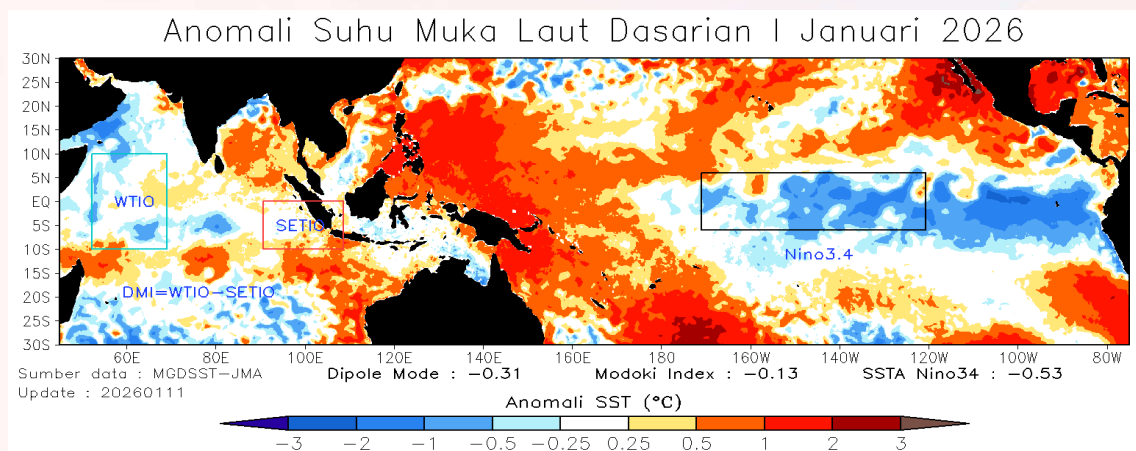 Anomali Suhu Muka Laut Dasarian I Januari 2026
30N
25N
20N
15N
10N
5N
EQ
5S
10S
15S
20S
25S
30S
WTIO
SETIO
Nino3.4
DMI=WTIO-SETIO
60E 80E 100E 120E 140E 160E 180 160W 140W 120W 100W 80W
Sumber data : MGDSST-JMA
Dipole Mode : -0.31 Modoki Index : -0.13 SSTA Nino34 : -0.53
Update : 20260111
Anomali SST (°C)
-3 -2 -1 -0.5 -0.25 0.25 0.5 1 2 3